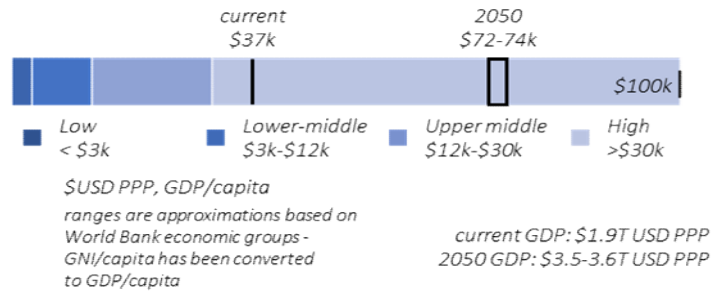 current 2050
$37k $72-74k
$100k
Low Lower-middle Upper middle High
< $3k $3k-$12k $12k-$30k >$30k
$USD PPP, GDP/capita
ranges are approximations based on
World Bank economic groups -
GNI/capita has been converted
to GDP/capita
current GDP: $1.9T USD PPP
2050 GDP: $3.5-3.6T USD PPP